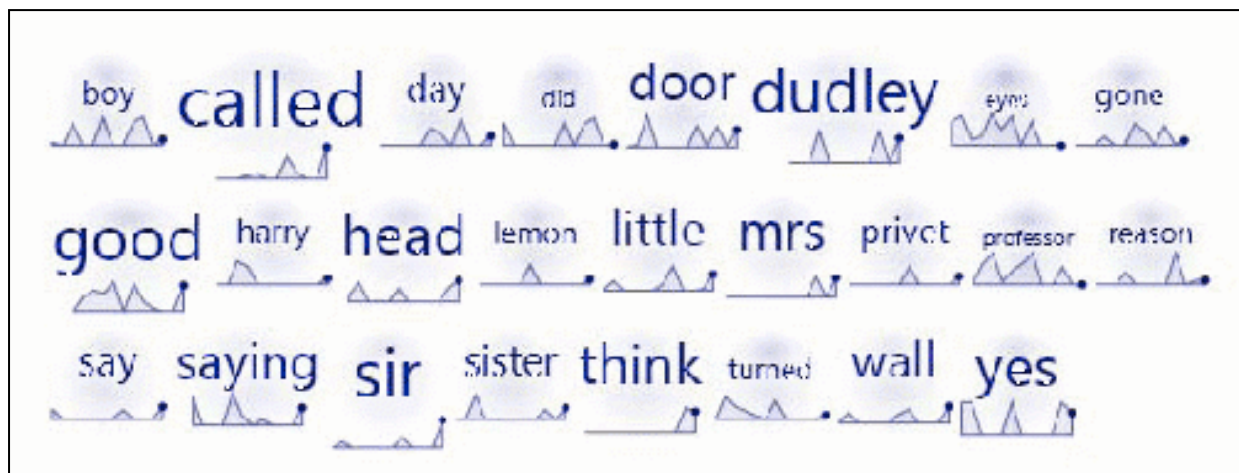 boy called day did door dudley eyes gone
good harry head lemon little mrs privet professor reason
say saying sir sister think turned wall yes